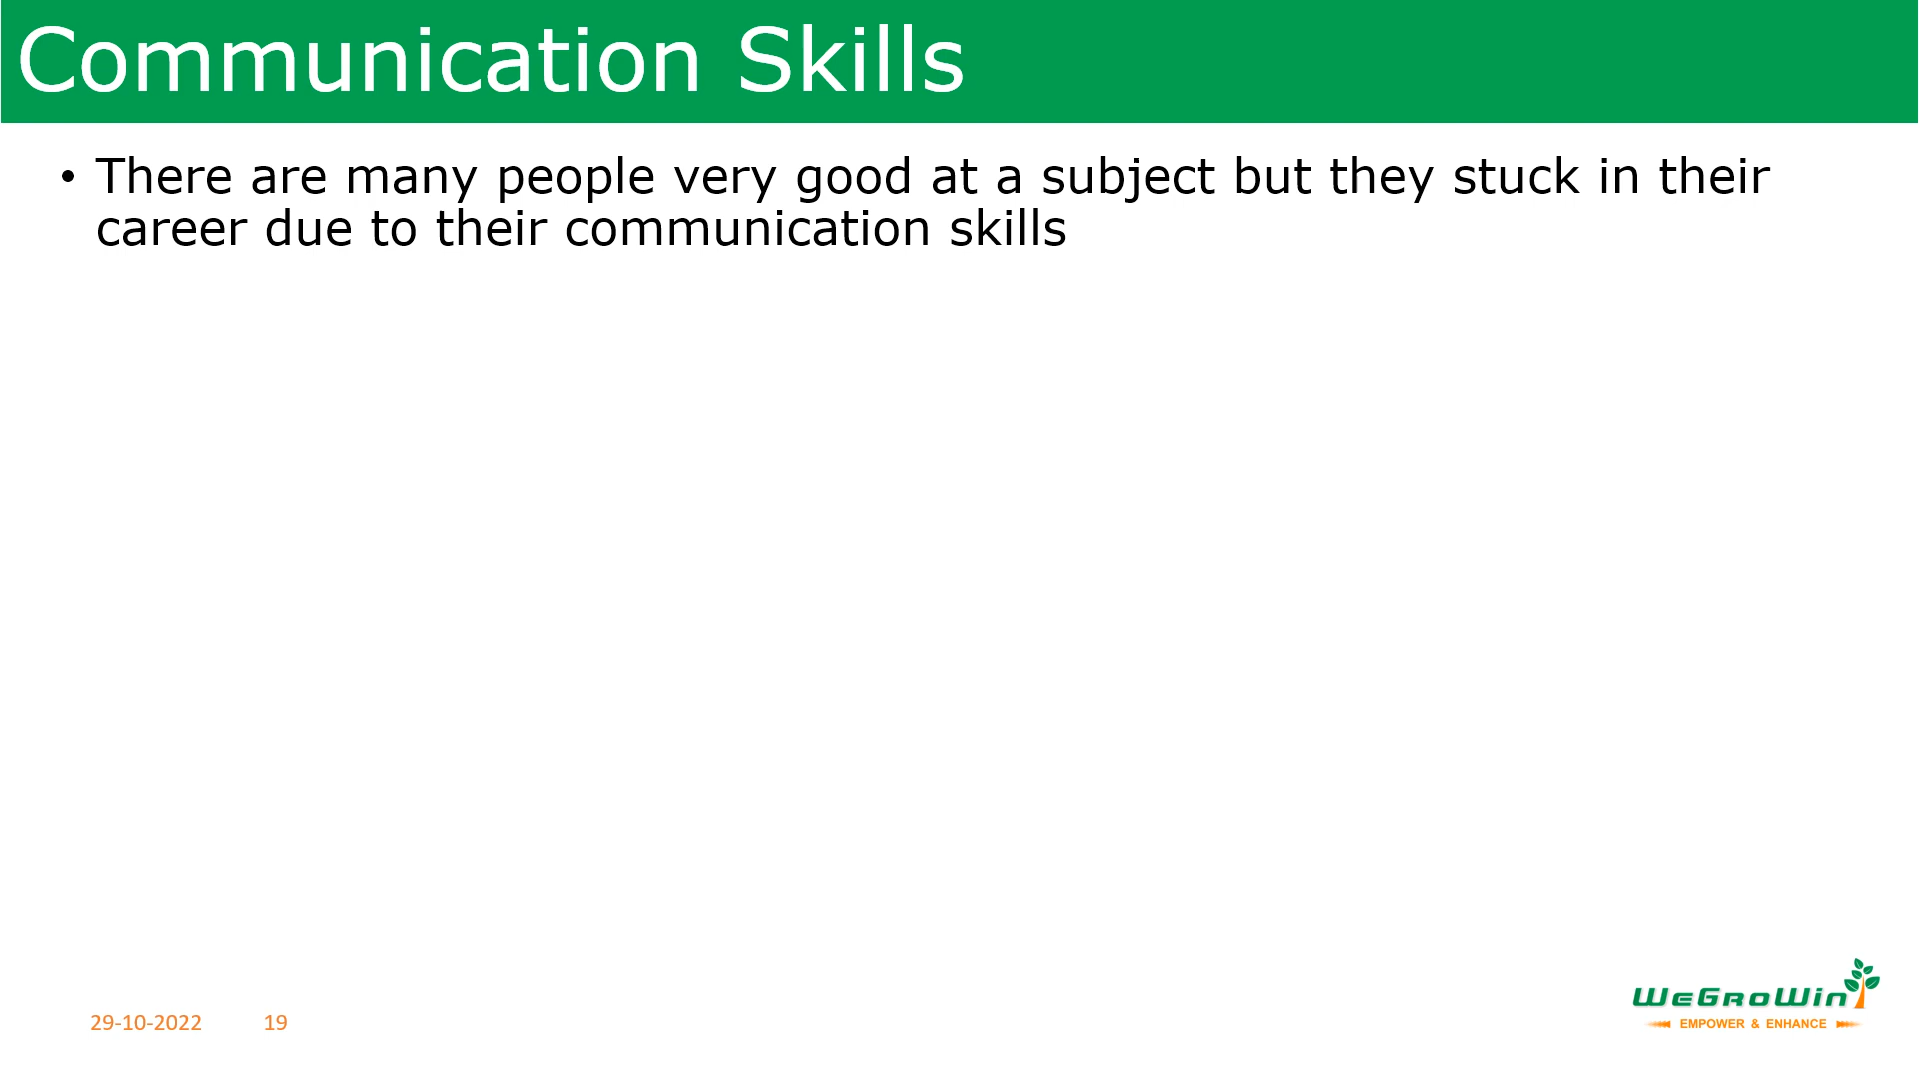 Communication Skills
• There are many people very good at a subject but they stuck in their
career due to their communication skills
29-10-2022 19
WeGroWin
EMPOWER & ENHANCE